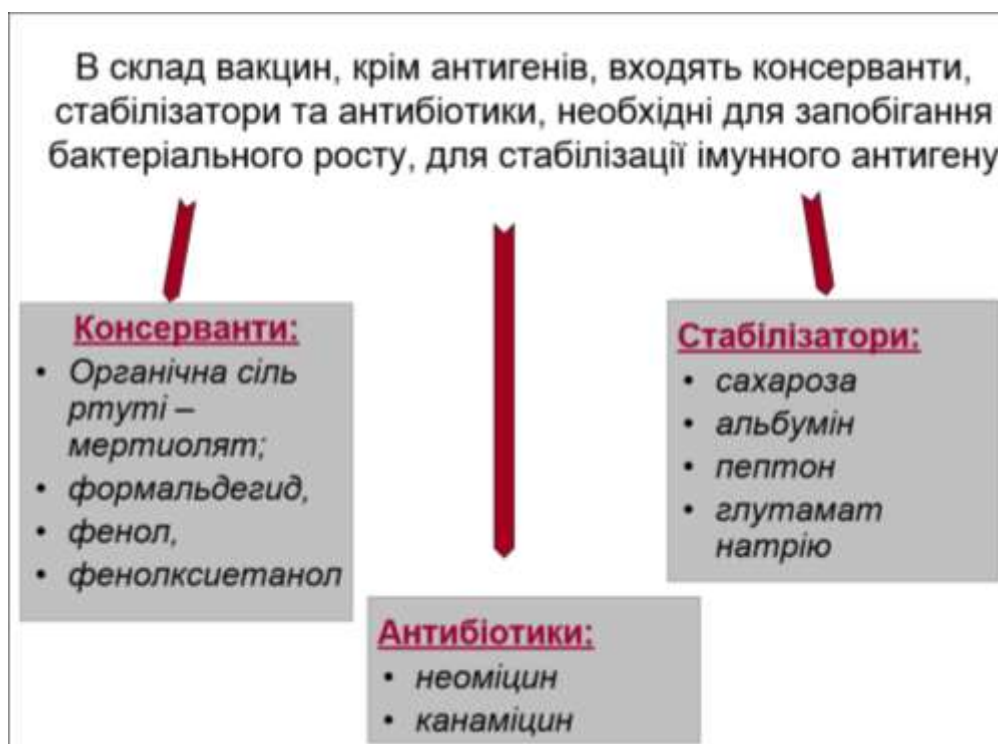 В склад вакцин, крім антигенів, входять консерванти,
стабілізатори та антибіотики, необхідні для запобігання
бактеріального росту, для стабілізації імунного антигену
Консерванти:
• Органічна сіль
ртуті –
мертиолят;
• формальдегид,
• фенол,
• фенолксиетанол
Антибіотики:
• неоміцин
• канаміцин
Стабілізатори:
• сахароза
• альбумін
• пептон
• глутамат
натрію